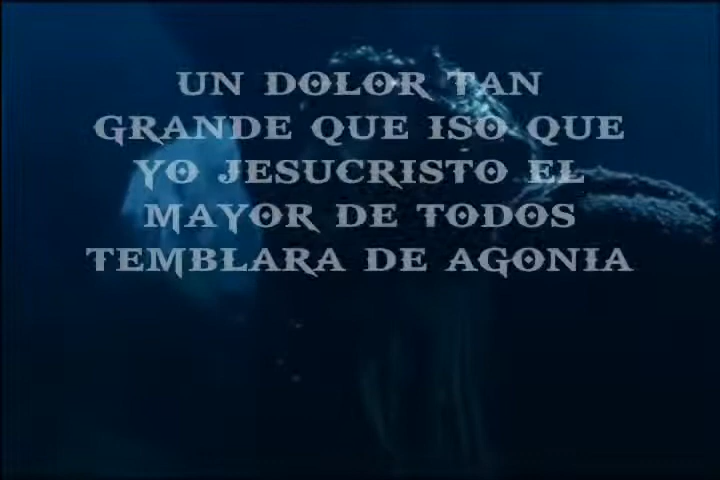 UN DOLOR TAN
GRANDE QUE ISO QUE
YO JESUCRISTO EL
MAYOR DE TODOS
TEMBLARA DE AGONIA